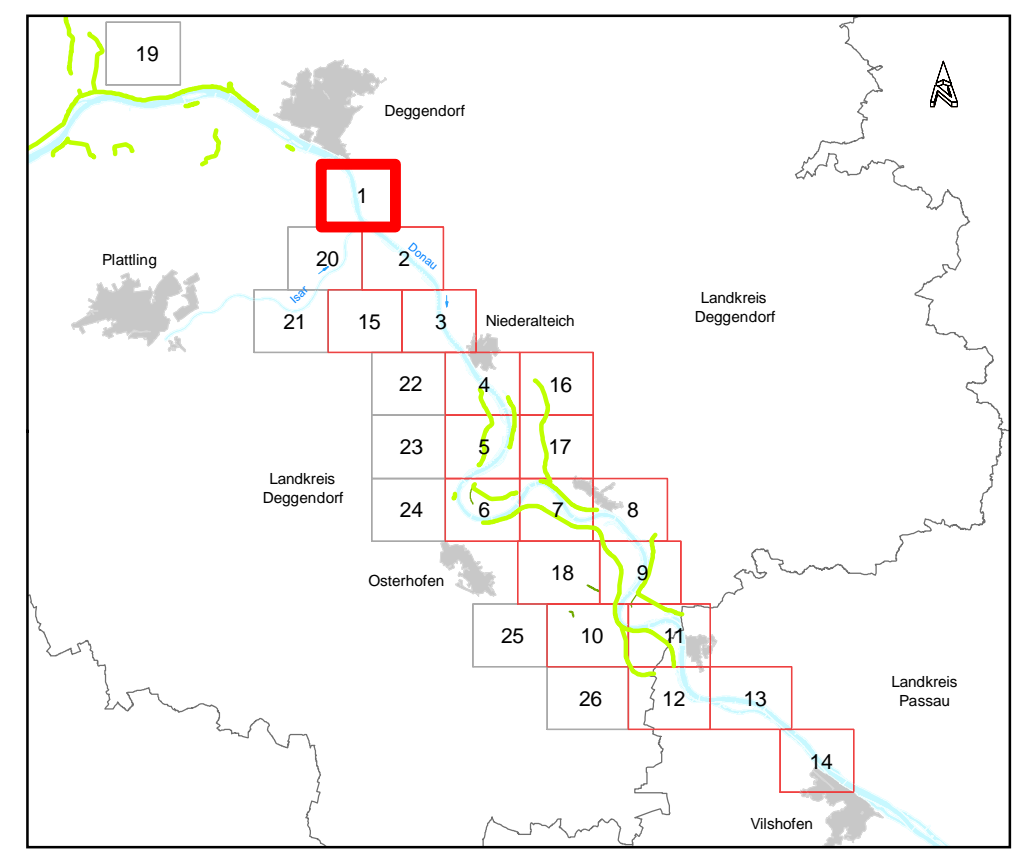 19
Deggendorf
N
1
Plattling
20
2
Donau
Isar
Landkreis
Deggendorf
21
15
3
Niederalteich
22
4
16
23
5
17
Landkreis
Deggendorf
24
6
7
8
Osterhofen
18
9
25
10
11
26
12
13
Landkreis
Passau
14
Vilshofen